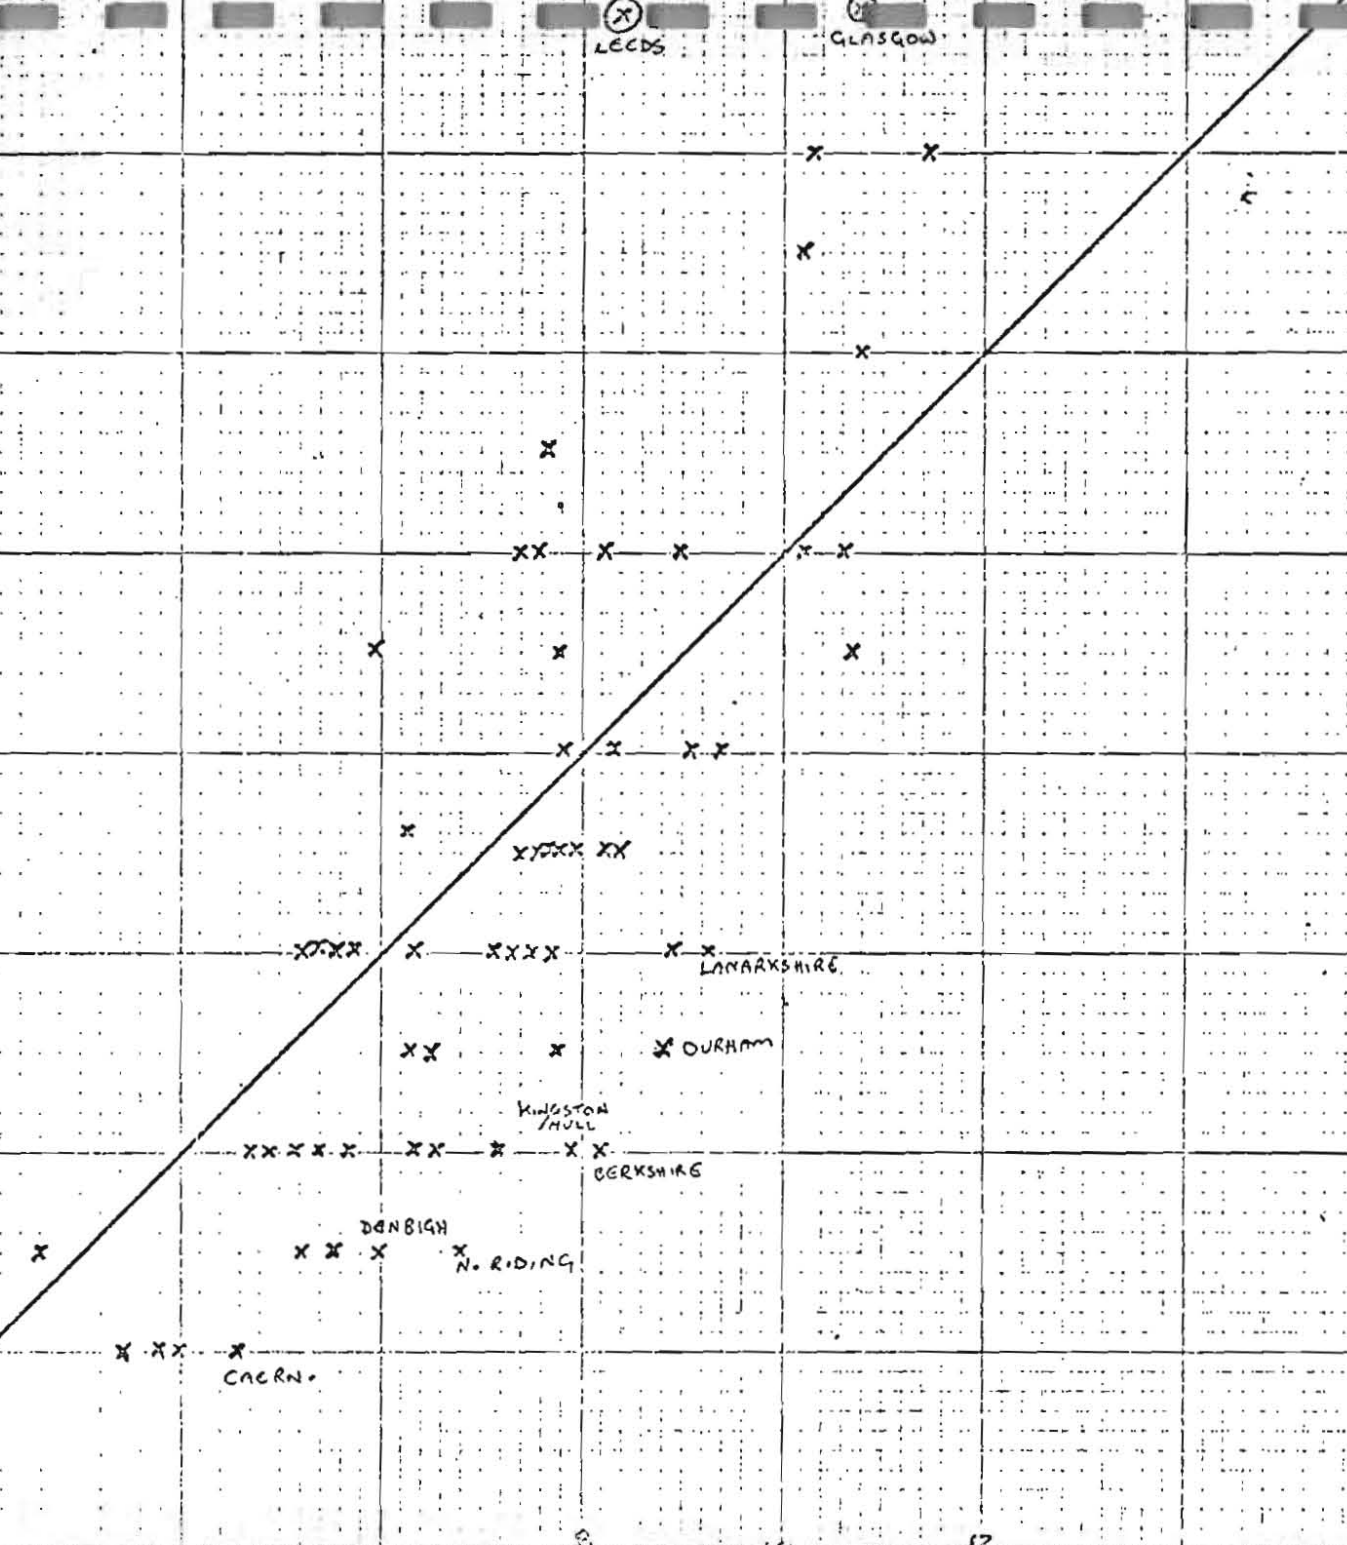 LEEDS
GLASGOW
LANARKSHIRE
DURHAM
KINGSTON
/HULL
BERKSHIRE
DENBIGH
N. RIDING
CAERN.